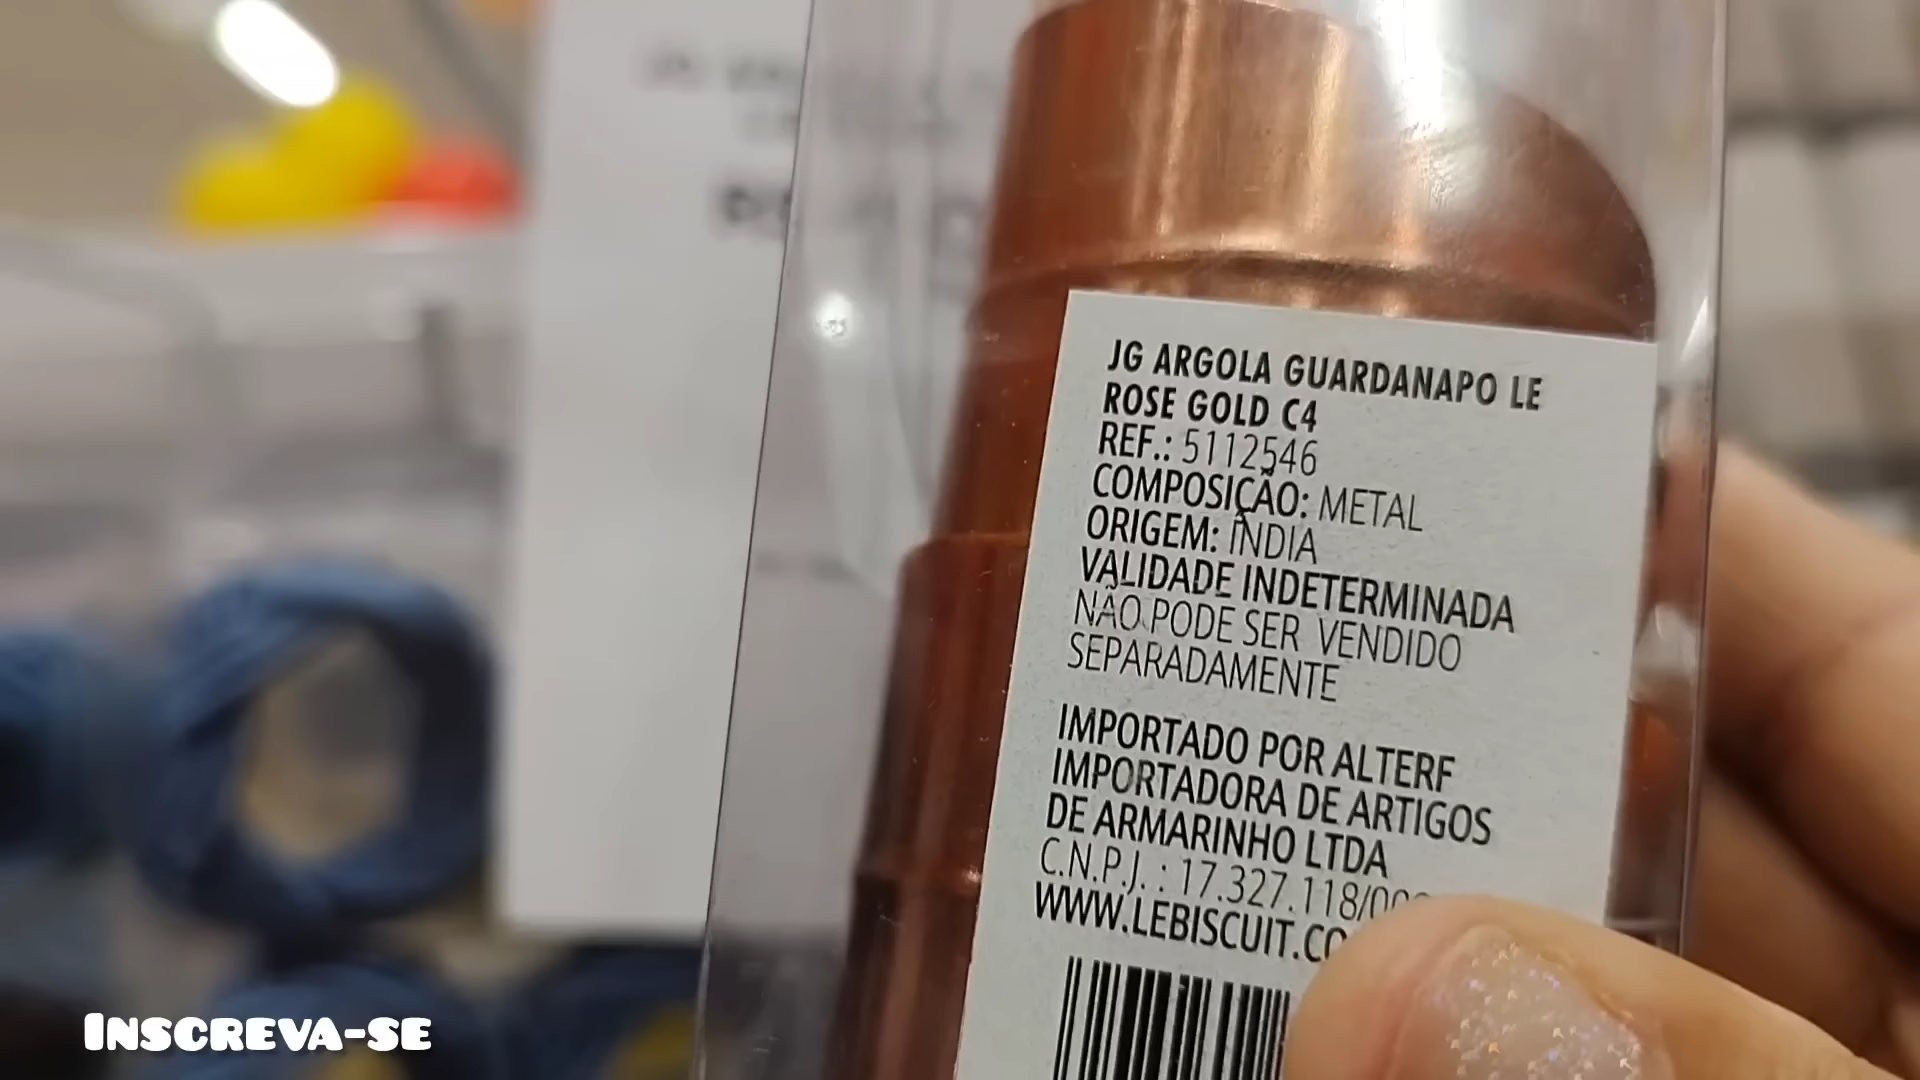 JG ARGOLA GUARDANAPO LE
ROSE GOLD C4
REF.: 5112546
COMPOSIÇÃO: METAL
ORIGEM: ÍNDIA
VALIDADE INDETERMINADA
NÃO PODE SER VENDIDO
SEPARADAMENTE
IMPORTADO POR ALTERF
IMPORTADORA DE ARTIGOS
DE ARMARINHO LTDA
C.N.P.J. : 17.327.118/00
WWW.LEBISCUIT.CO
INSCREVA-SE